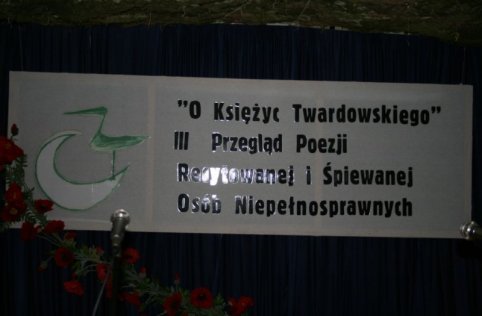 "O Księżyc Twardowskiego"
III Przegląd Poezji
Recytowanej i Śpiewanej
Osób Niepełnosprawnych